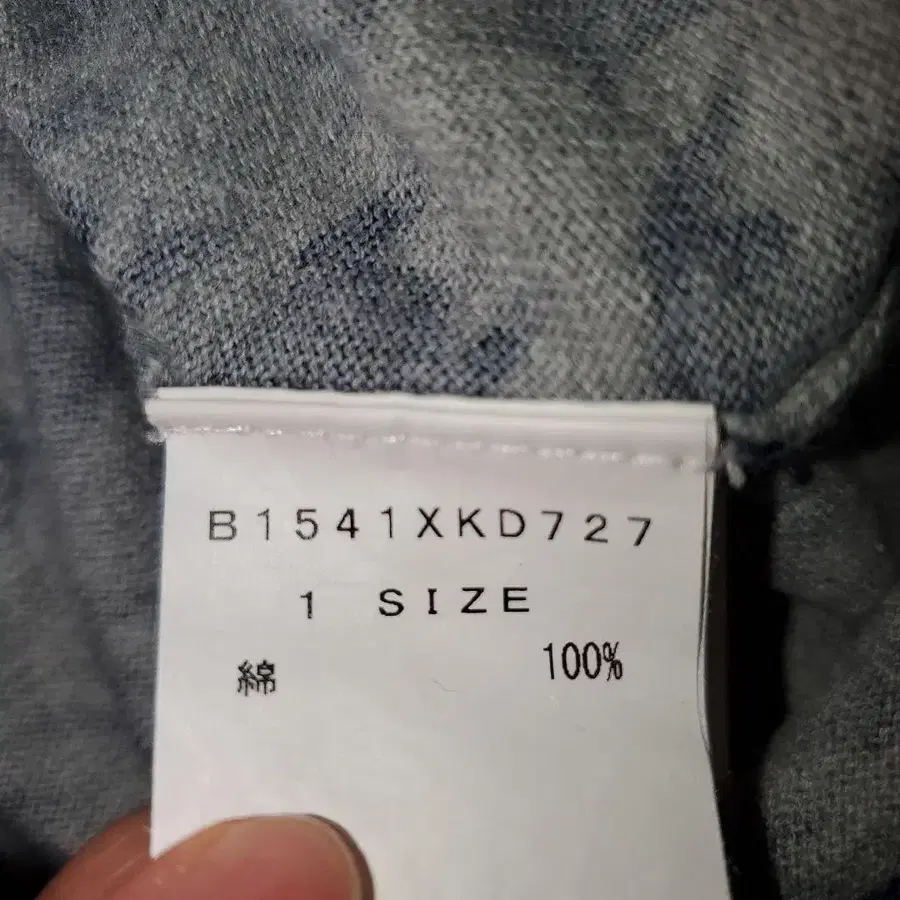 B1541XKD727
1 SIZE
綿 100%